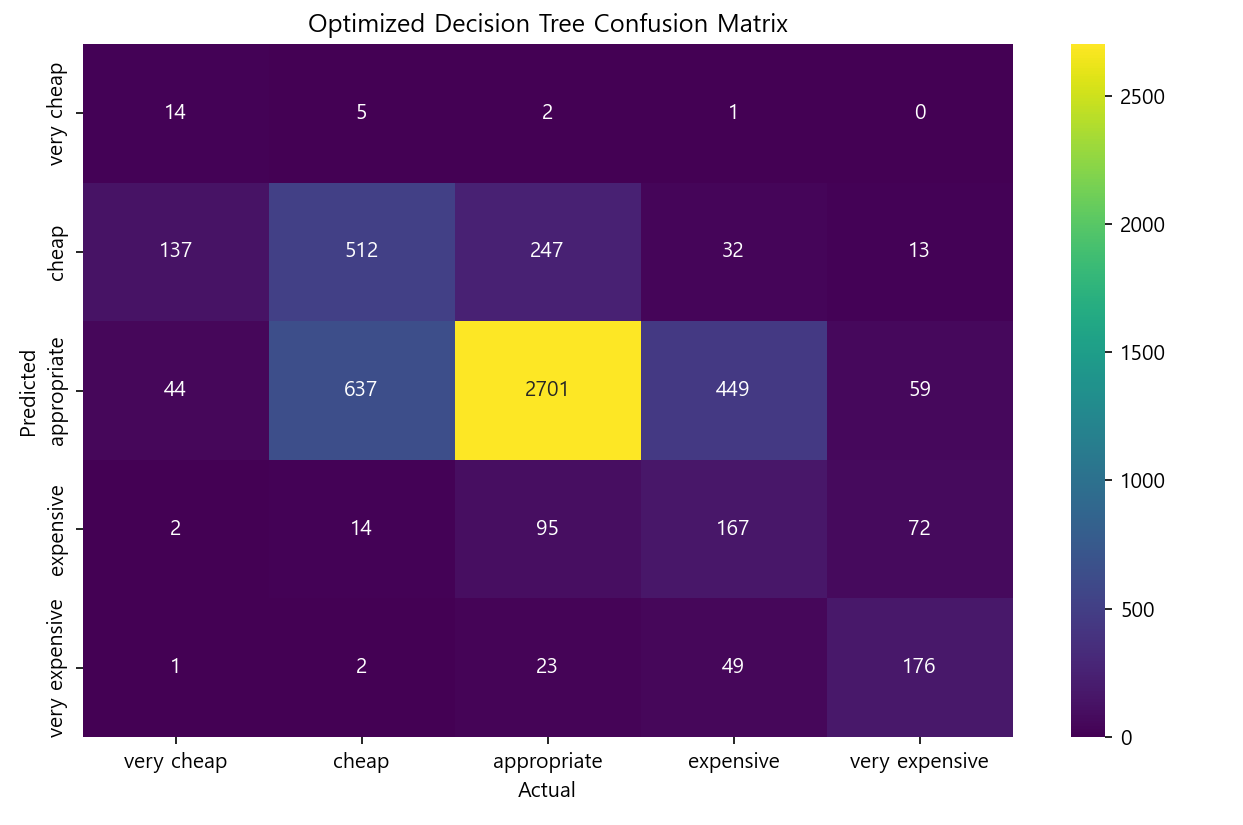 Optimized Decision Tree Confusion Matrix
very cheap
14 5 2 1 0
cheap
137 512 247 32 13
Predicted
appropriate
44 637 2701 449 59
expensive
2 14 95 167 72
very expensive
1 2 23 49 176
very cheap cheap appropriate expensive very expensive
Actual
2500
2000
1500
1000
500
0